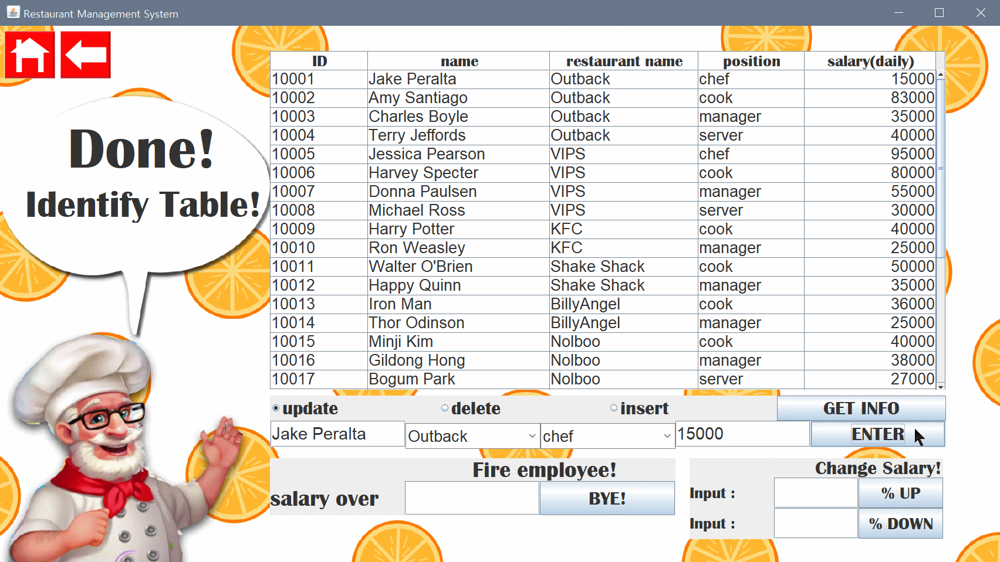 Restaurant Management System
Done!
Identify Table!
ID name restaurant name position salary(daily)
10001 Jake Peralta Outback chef 15000
10002 Amy Santiago Outback cook 83000
10003 Charles Boyle Outback manager 35000
10004 Terry Jeffords Outback server 40000
10005 Jessica Pearson VIPS chef 95000
10006 Harvey Specter VIPS cook 80000
10007 Donna Paulsen VIPS manager 55000
10008 Michael Ross VIPS server 30000
10009 Harry Potter KFC cook 40000
10010 Ron Weasley KFC manager 25000
10011 Walter O'Brien Shake Shack cook 50000
10012 Happy Quinn Shake Shack manager 35000
10013 Iron Man BillyAngel cook 36000
10014 Thor Odinson BillyAngel manager 25000
10015 Minji Kim Nolboo cook 40000
10016 Gildong Hong Nolboo manager 38000
10017 Bogum Park Nolboo server 27000
update delete insert GET INFO
Jake Peralta Outback chef 15000 ENTER
Fire employee!
salary over BYE!
Change Salary!
Input : % UP
Input : % DOWN